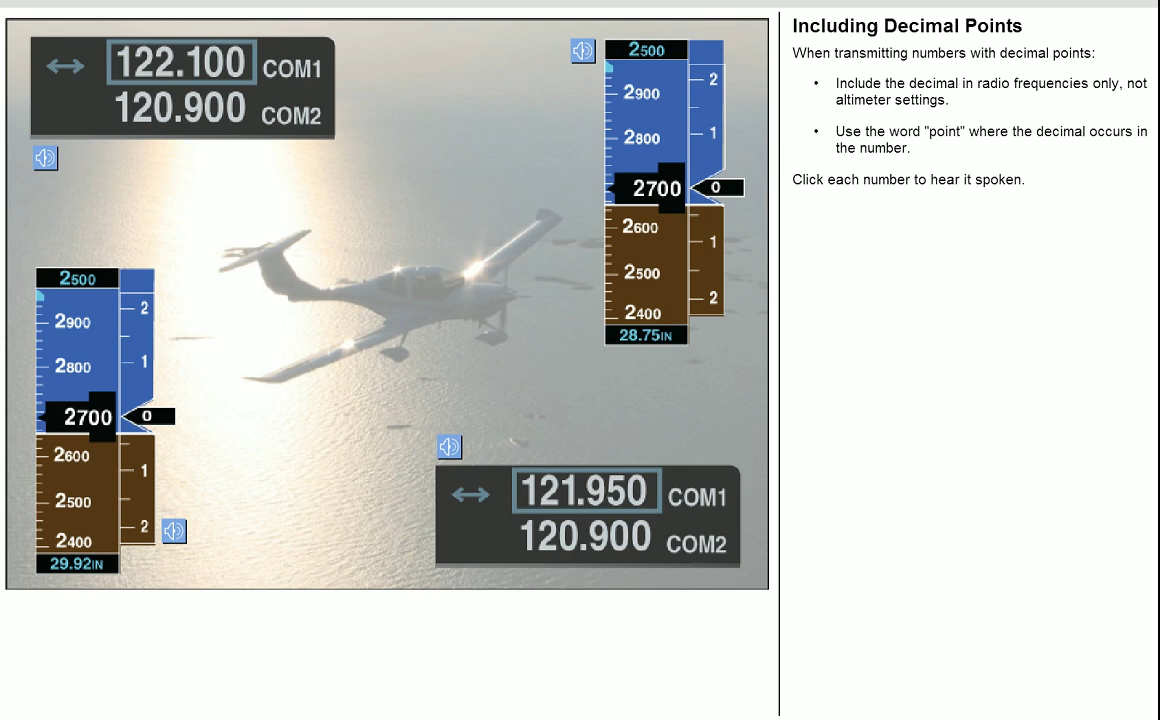 122.100 COM1
120.900 COM2
2500
2900
2
2800
1
2700
0
2600
1
2500
2
2400
28.75IN
2500
2900
2
2800
1
2700
0
2600
1
2500
2
2400
29.92IN
121.950 COM1
120.900 COM2
Including Decimal Points
When transmitting numbers with decimal points:
• Include the decimal in radio frequencies only, not
altimeter settings.
• Use the word "point" where the decimal occurs in
the number.
Click each number to hear it spoken.